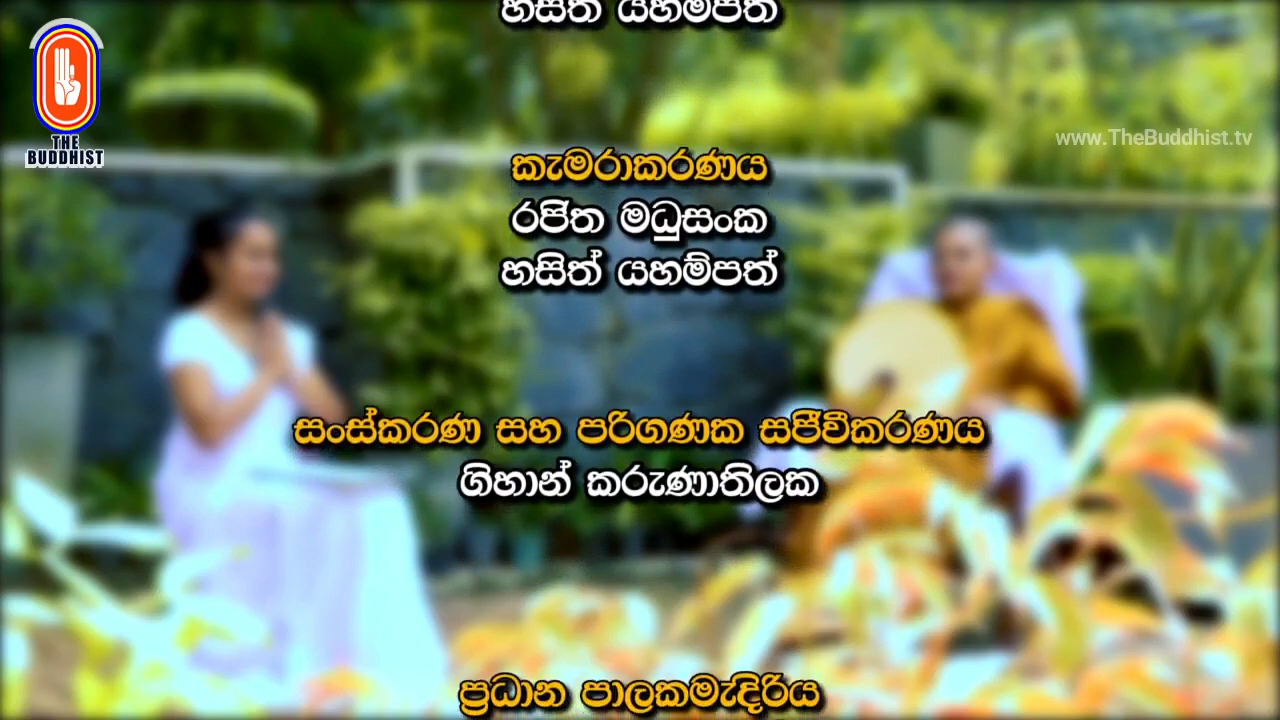 හසිත් යහම්පත්
THE
BUDDHIST
www.TheBuddhist.tv
කැමරාකරණය
රජිත මධුසංක
හසිත් යහම්පත්
සංස්කරණ සහ පරිගණක සජීවීකරණය
ගිහාන් කරුණාතිලක
ප්‍රධාන පාලකමැදිරිය